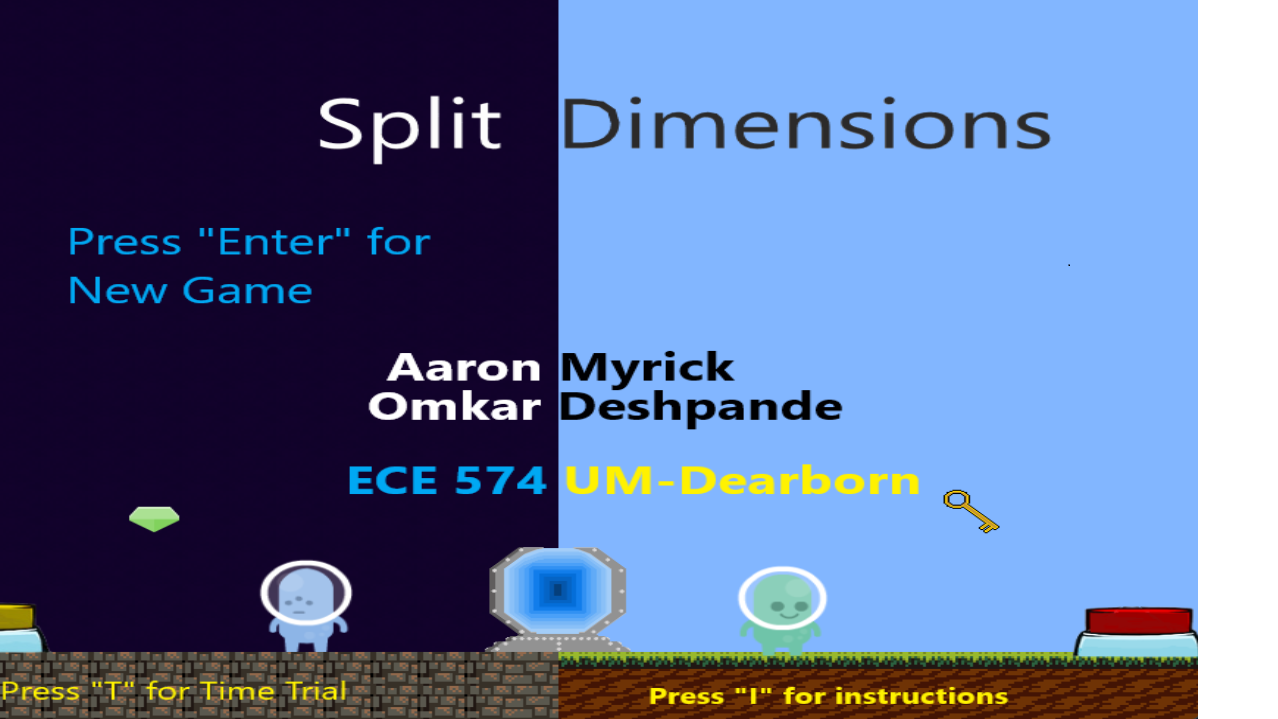 Split Dimensions
Press "Enter" for
New Game
Aaron Myrick
Omkar Deshpande
ECE 574 UM-Dearborn
Press "T" for Time Trial
Press "I" for instructions